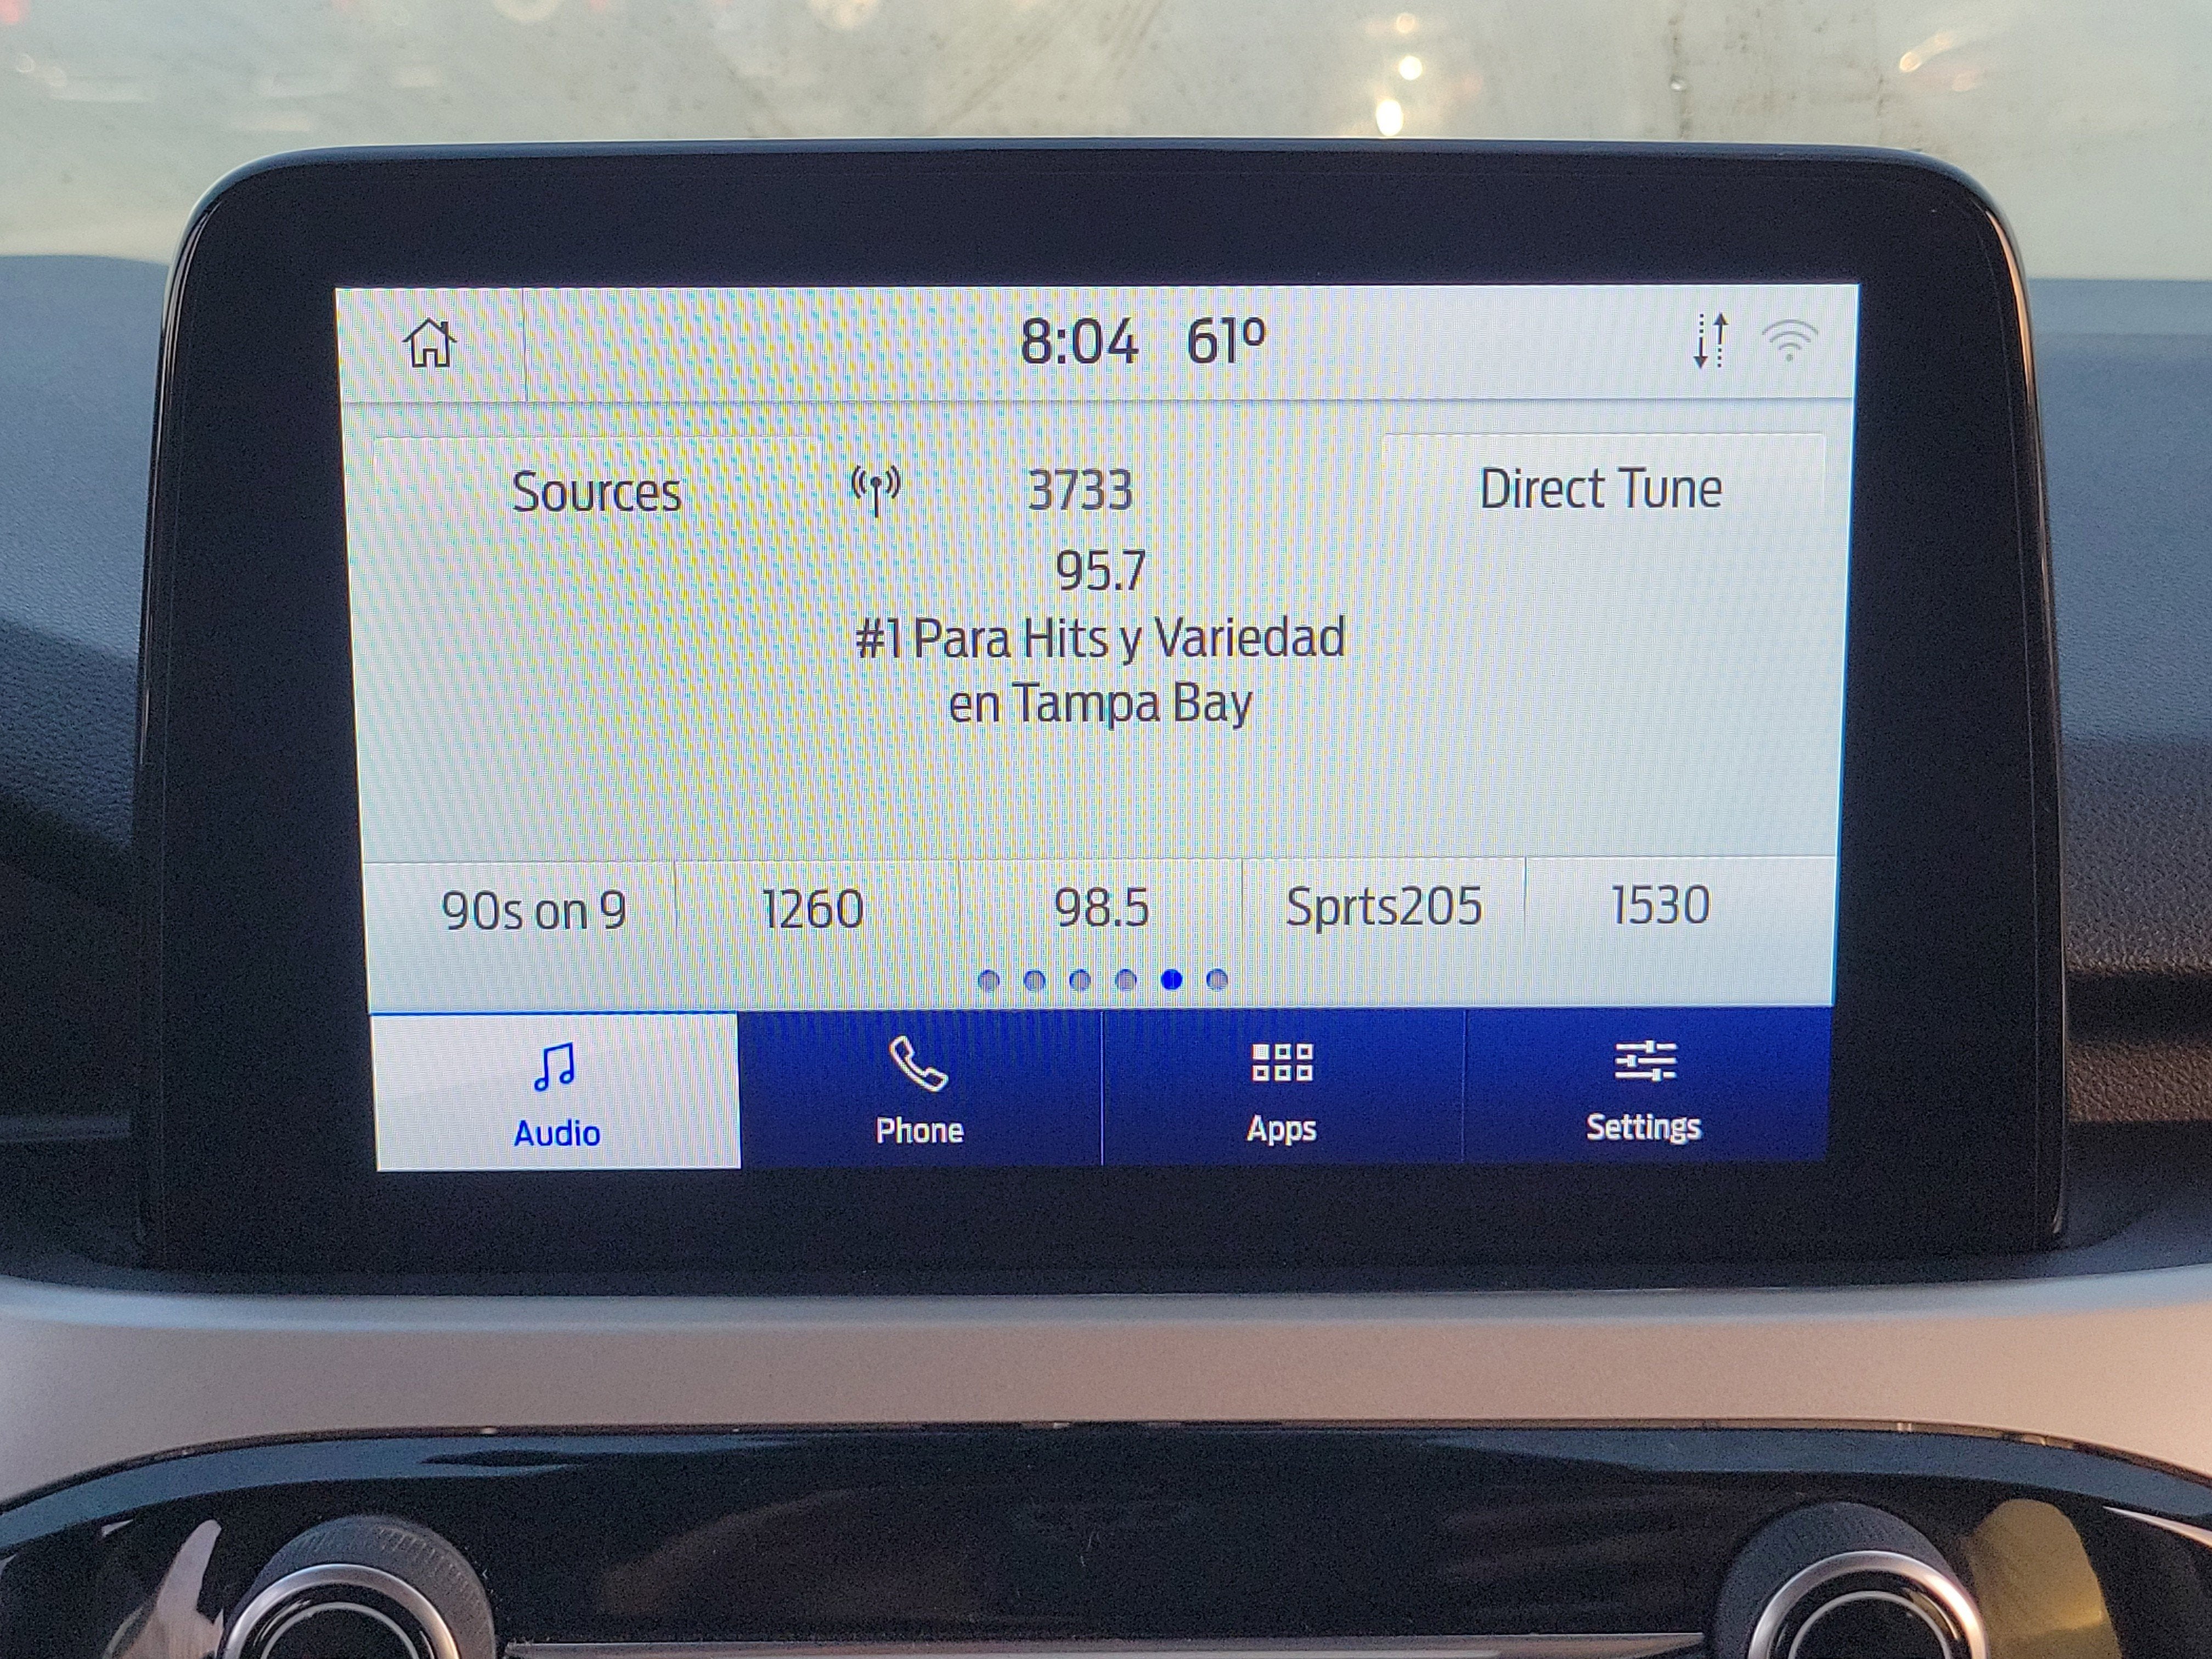 8:04 61º
Sources 3733 Direct Tune
95.7
#1 Para Hits y Variedad
en Tampa Bay
90s on 9 1260 98.5 Sprts205 1530
Audio Phone Apps Settings